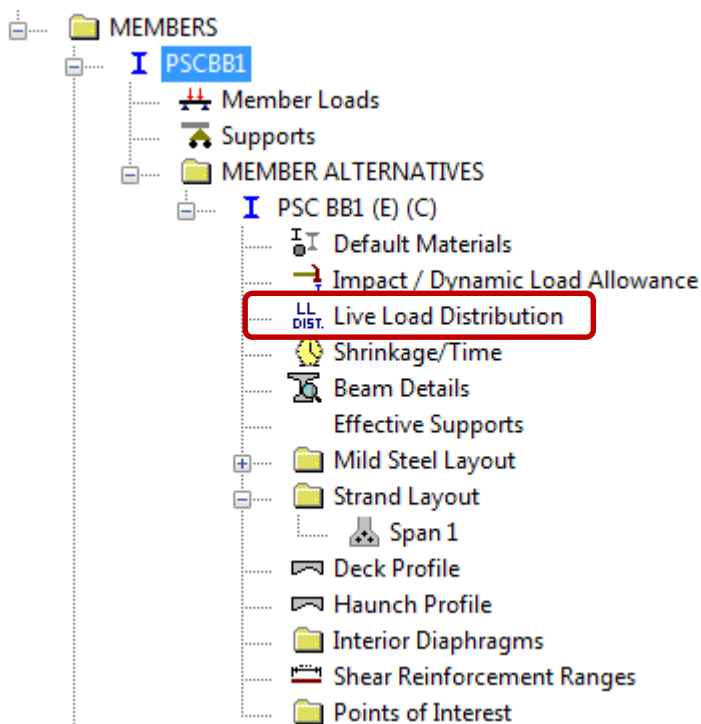 MEMBERS
PSCBB1
Member Loads
Supports
MEMBER ALTERNATIVES
PSC BB1 (E) (C)
Default Materials
Impact / Dynamic Load Allowance
LL DIST. Live Load Distribution
Shrinkage/Time
Beam Details
Effective Supports
Mild Steel Layout
Strand Layout
Span 1
Deck Profile
Haunch Profile
Interior Diaphragms
Shear Reinforcement Ranges
Points of Interest